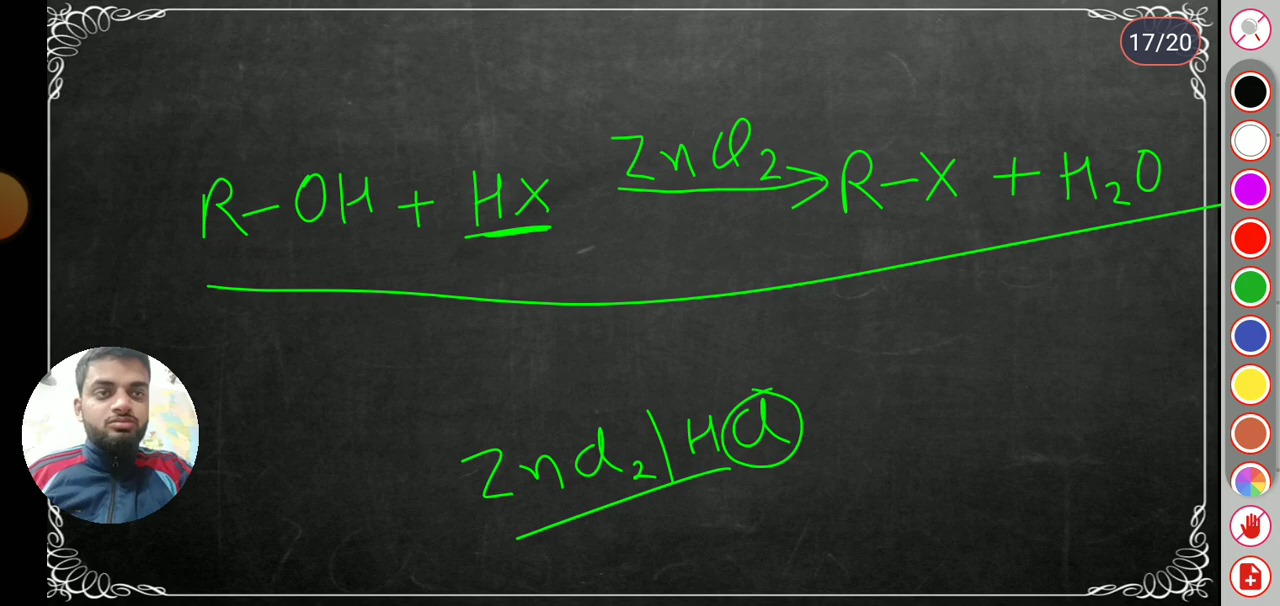 17/20
R-OH + HX ZnCl₂→ R-X + H₂O
ZnCl₂|HCl